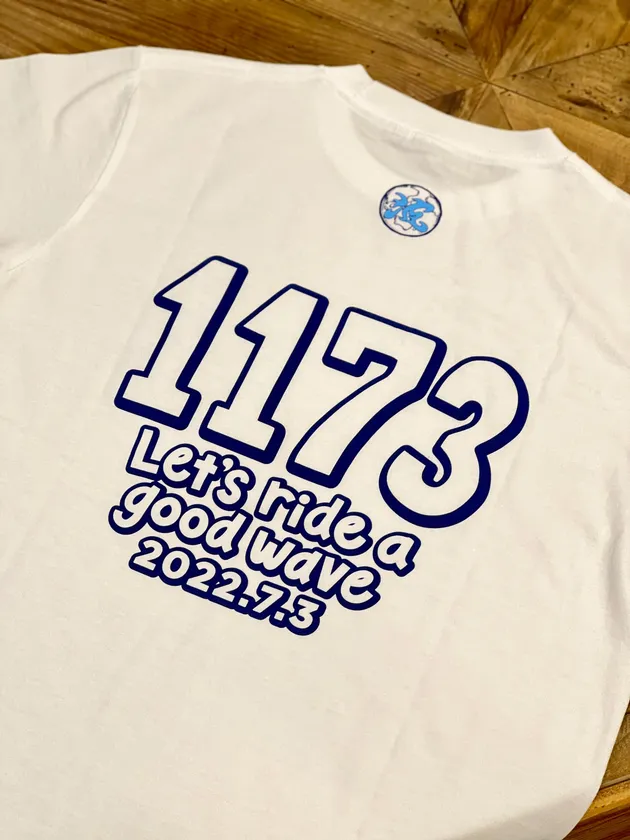 1173
Let's ride a
good wave
2022.7.3